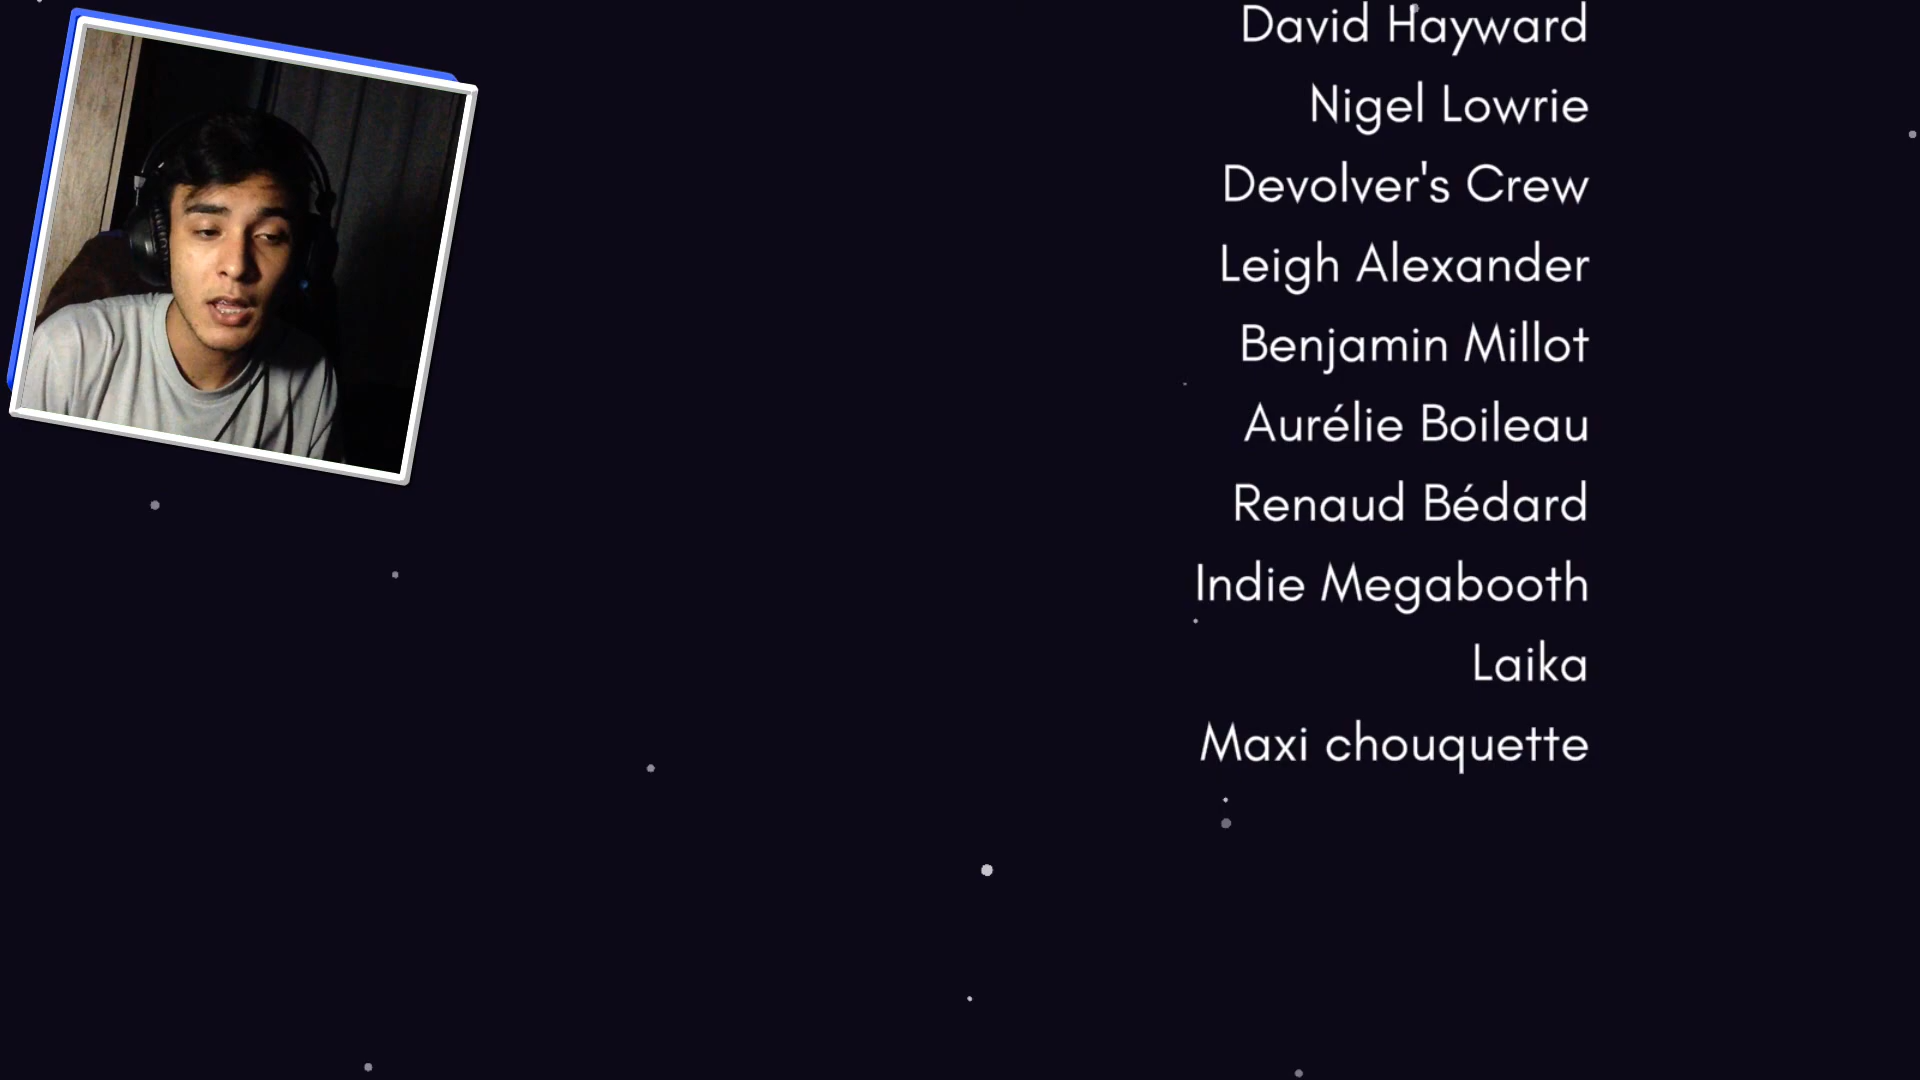 David Hayward
Nigel Lowrie
Devolver's Crew
Leigh Alexander
Benjamin Millot
Aurélie Boileau
Renaud Bédard
Indie Megabooth
Laika
Maxi chouquette